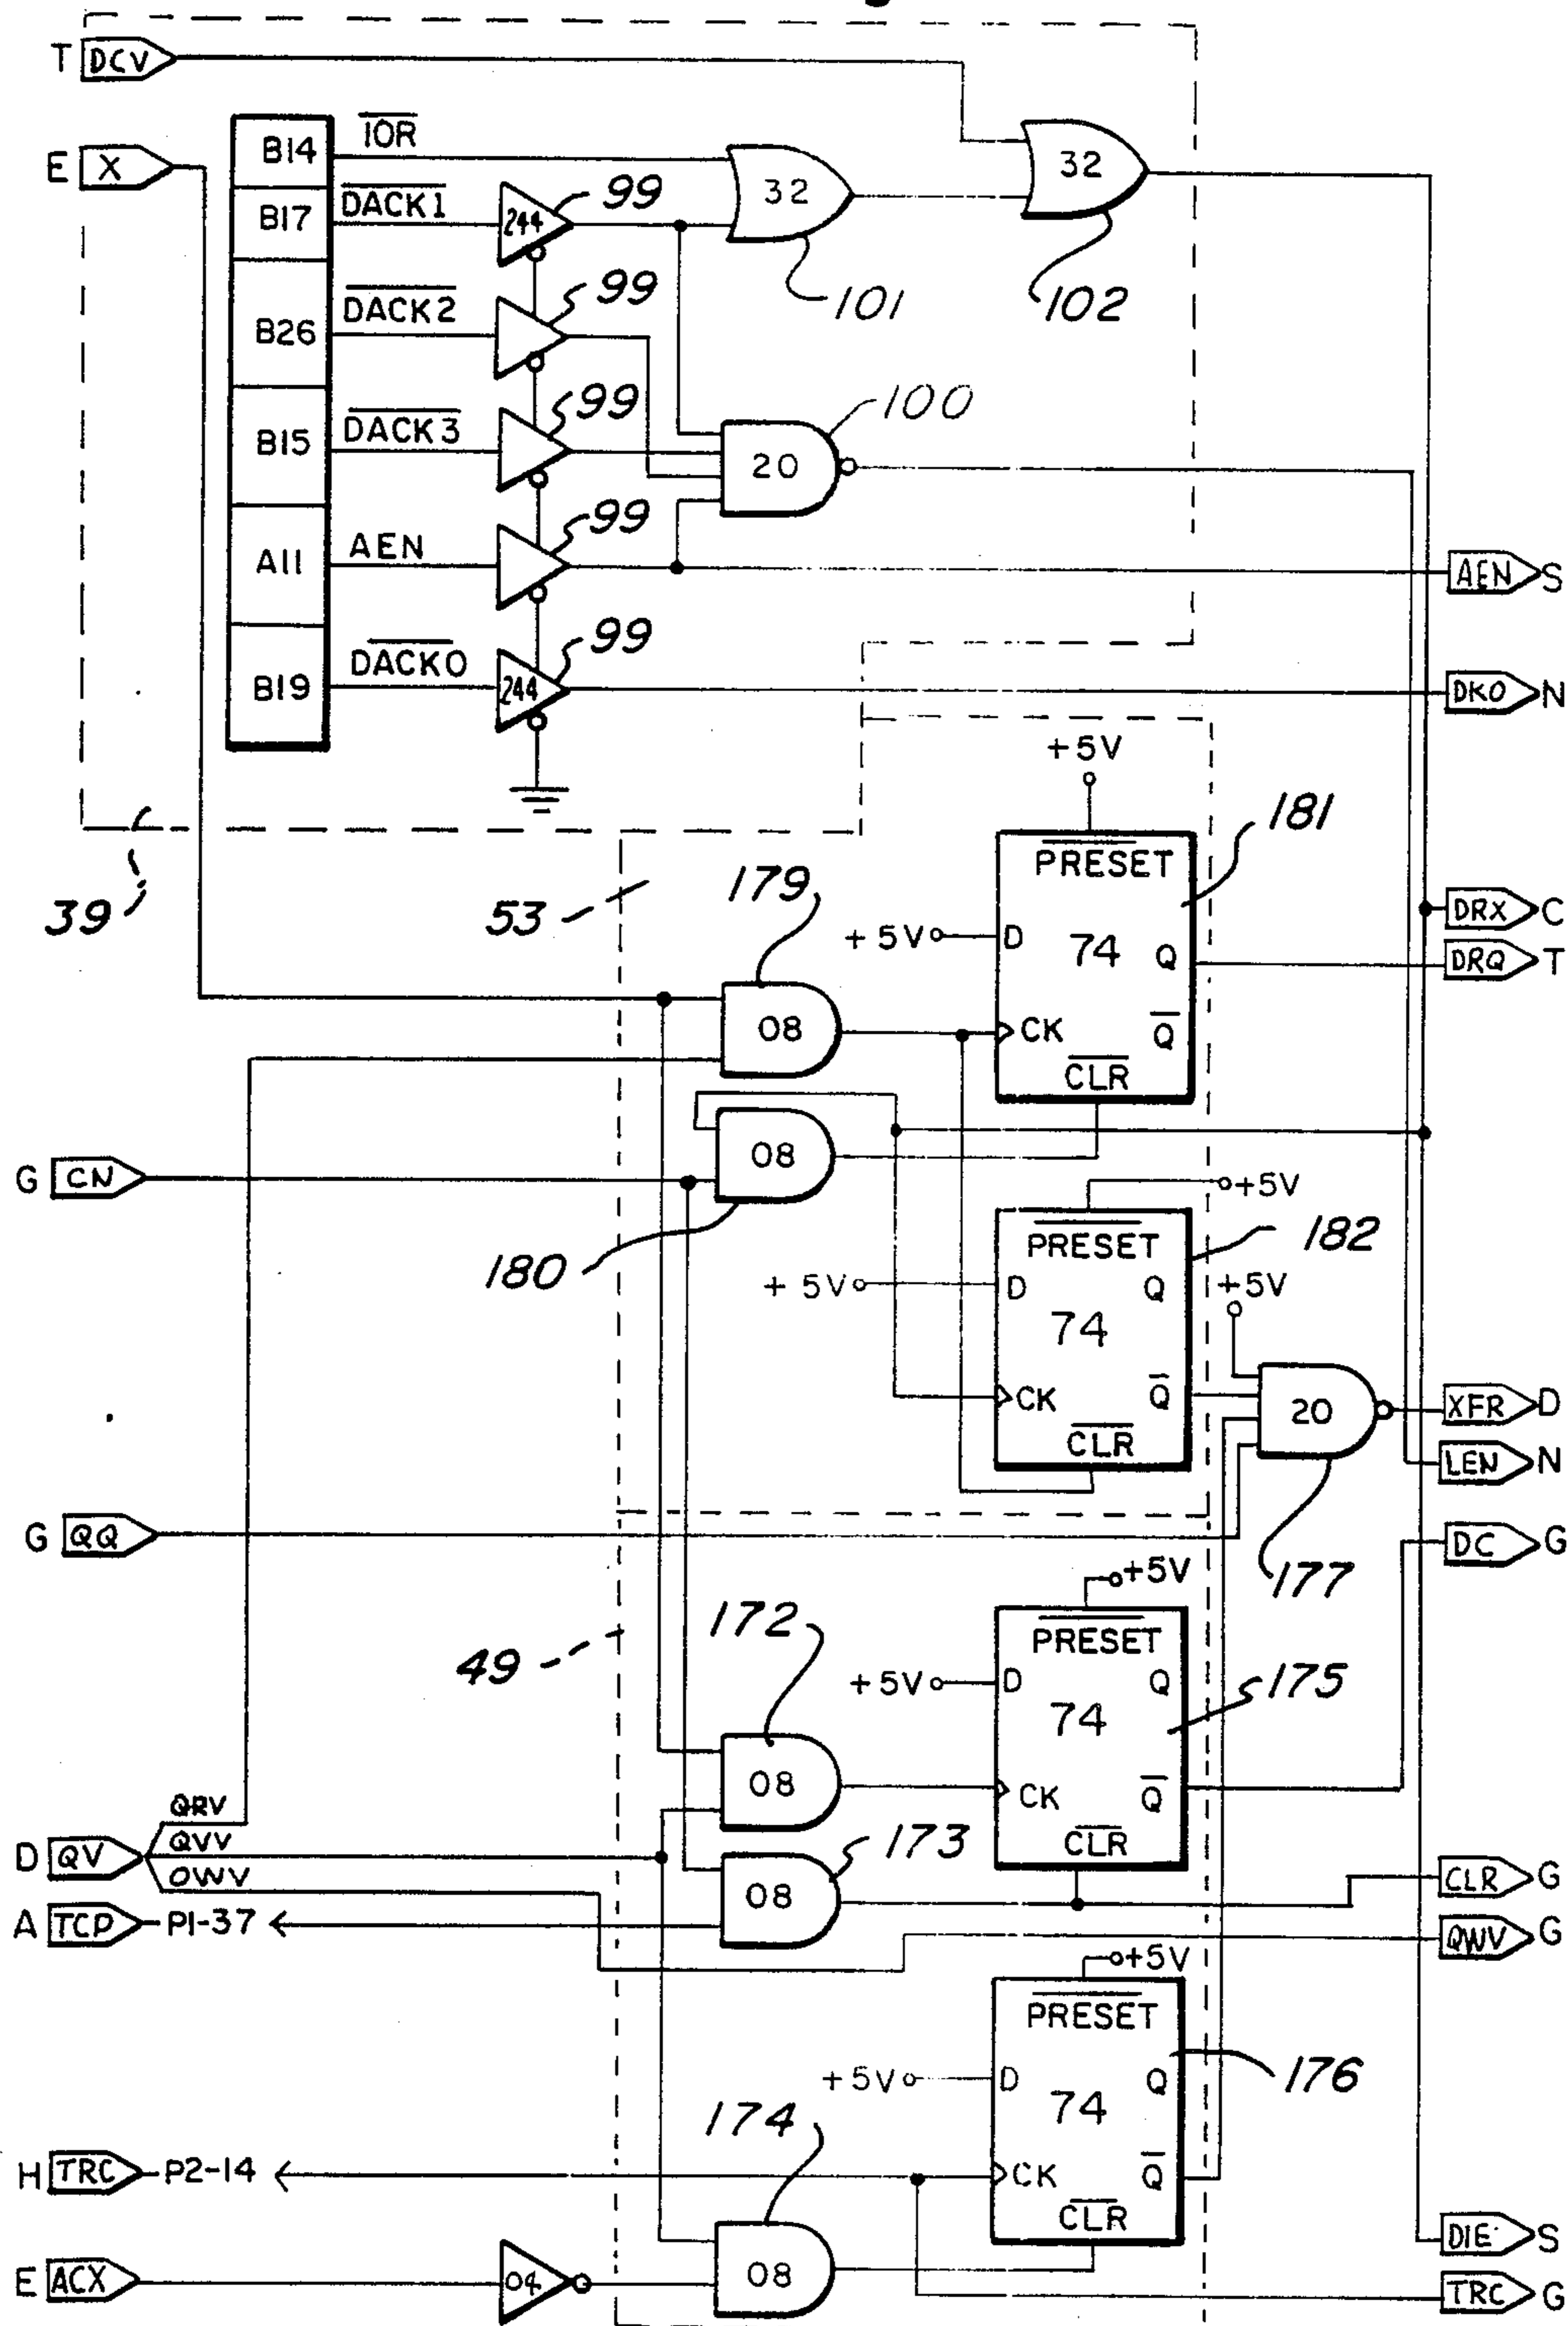 T DCV
E X
B14 IOR
B17 DACK1 244 99
B26 DACK2 99
B15 DACK3 99
A11 AEN 99
B19 DACK0 244 99
32 101
32 102
20 100
AEN S
DKO N
39
53
179
08
+5V
PRESET
+5V D 74 Q
CK Q
CLR
181
DRX C
DRQ T
G CN
08
180
+5V
PRESET
+5V D Q
74
CK Q
CLR
182
+5V
20
177
XFR D
LEN N
G QQ
DC G
49
172
08
+5V
PRESET
+5V D Q
74
CK Q
CLR
175
D QV
QRV
QVV
QWV
173
08
CLR G
A TCP P1-37
QWV G
+5V
PRESET
+5V D Q
74
CK Q
CLR
176
174
H TRC P2-14
08
E ACX
04
DIE S
TRC G